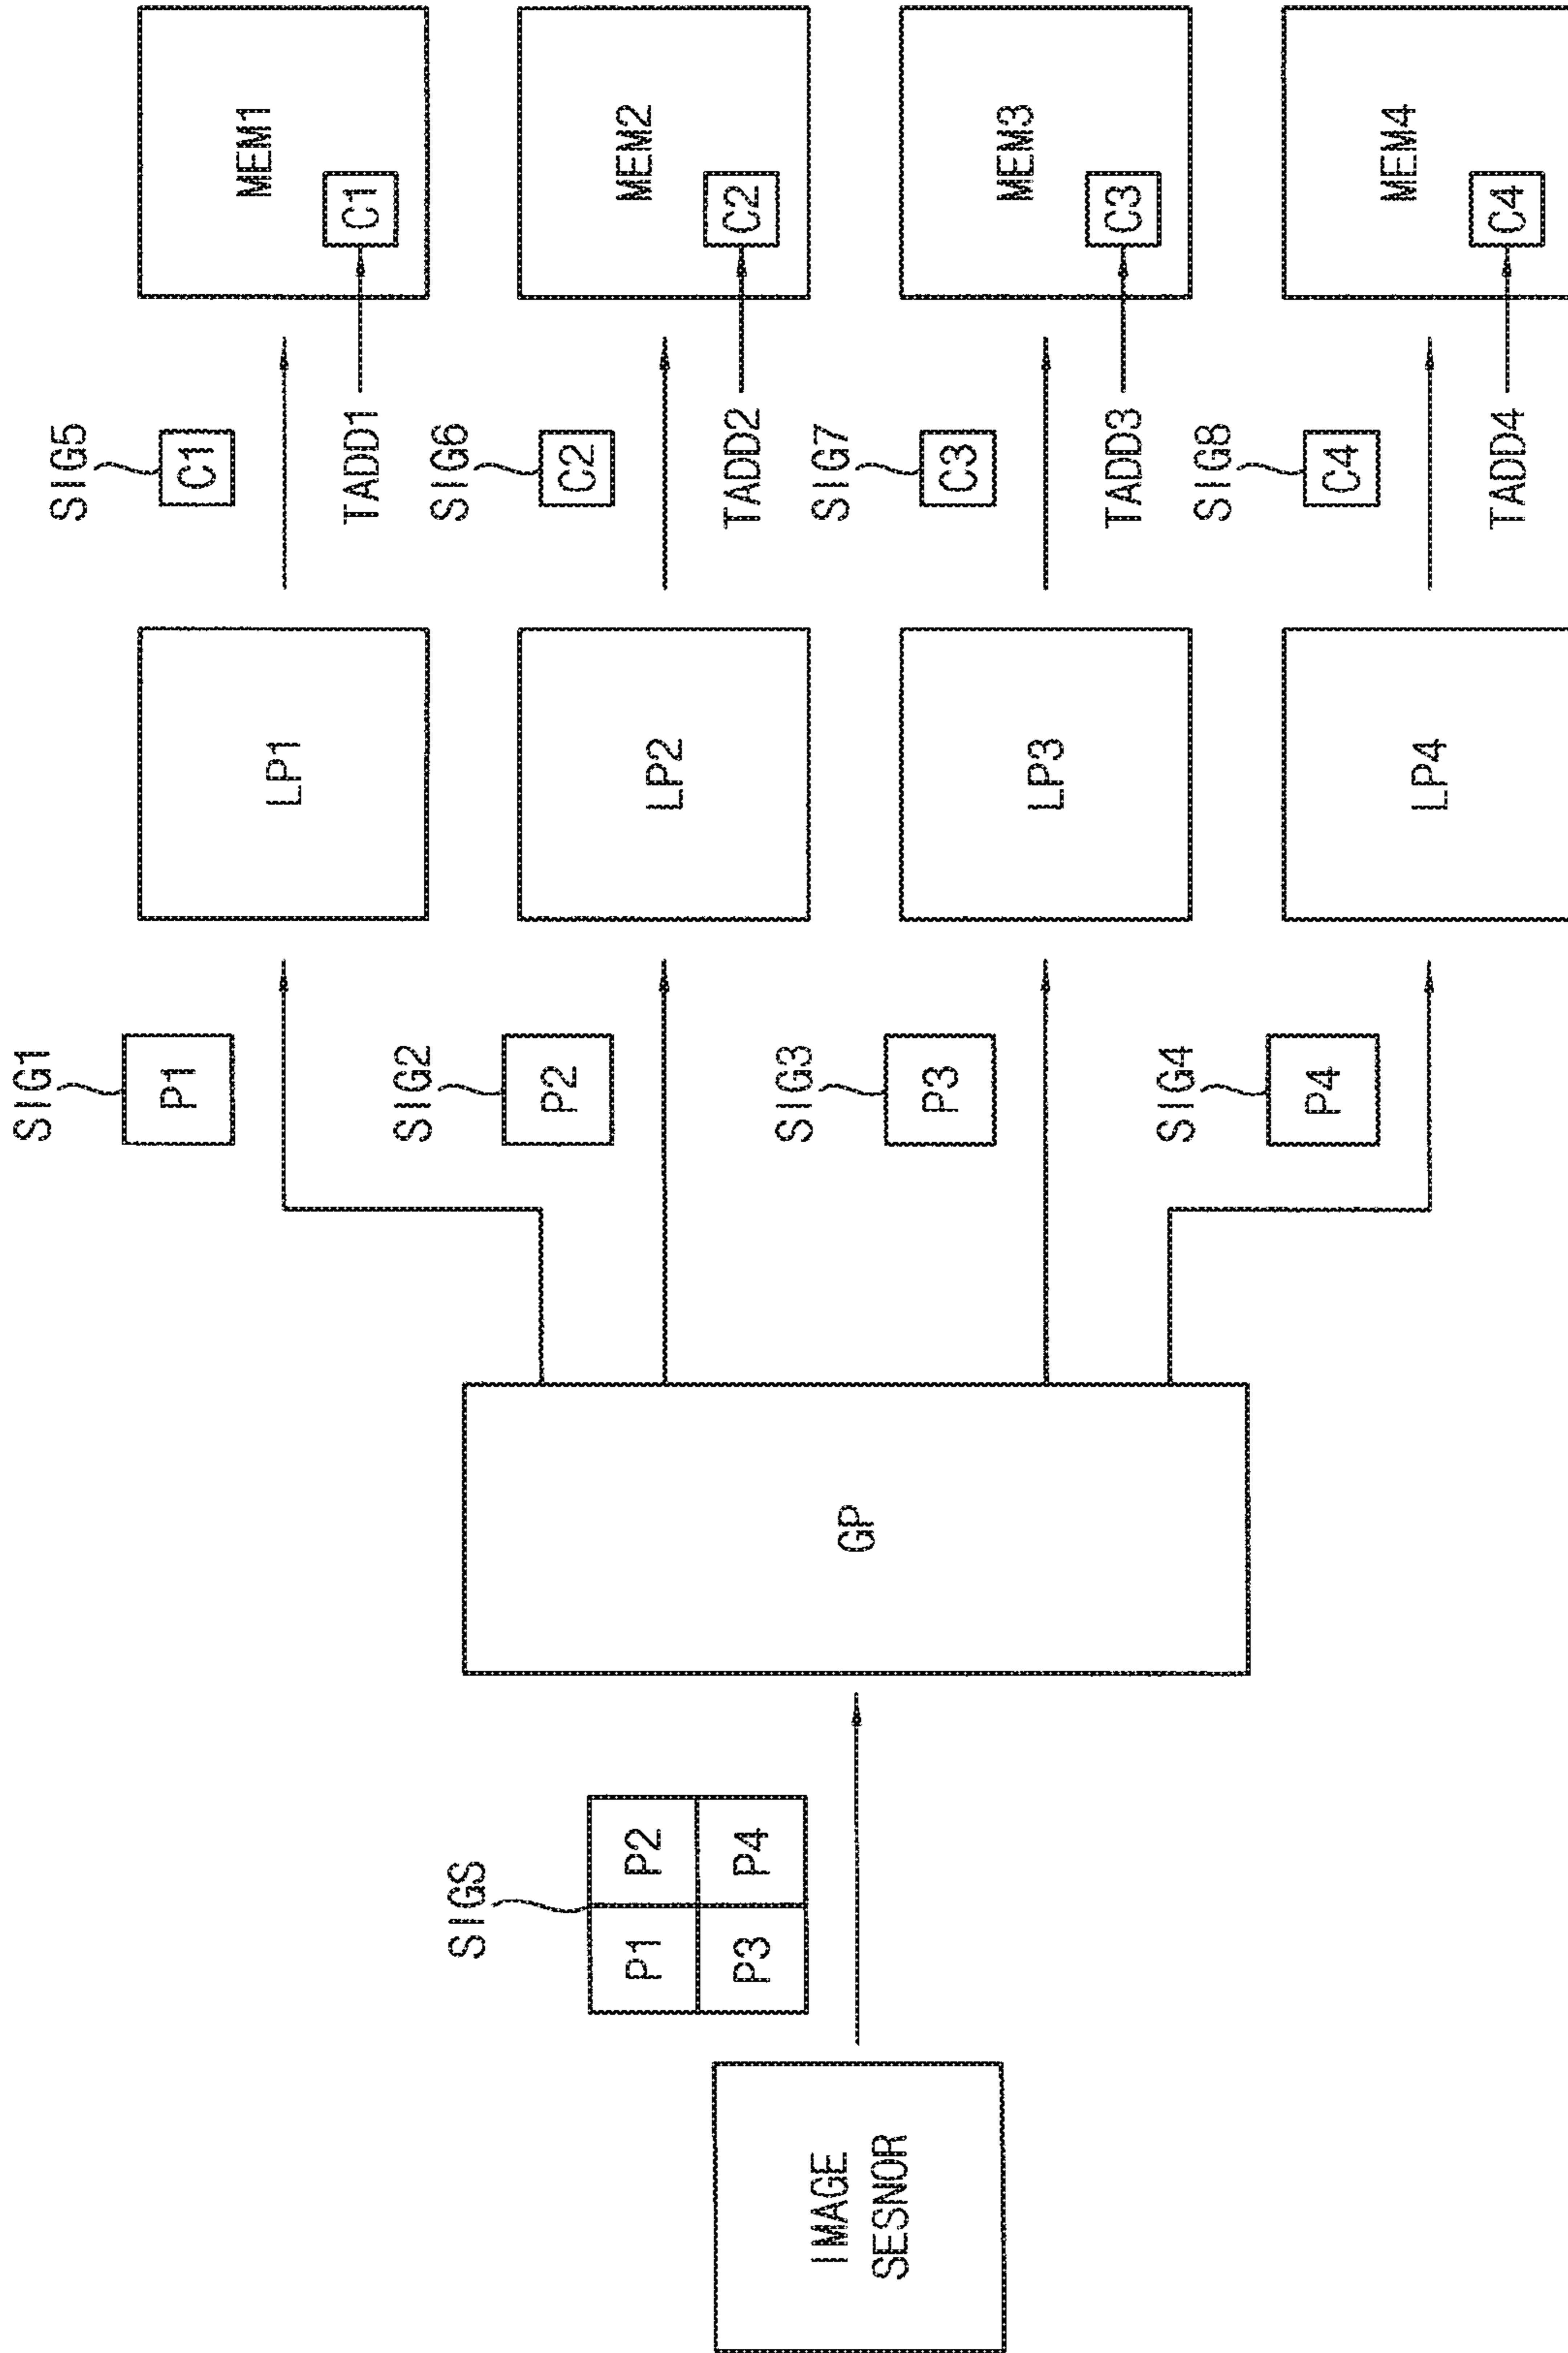 SIG1
P1
SIG5
C1
LP1
MEM1
TADD1
C1
SIG2
P2
SIG6
C2
LP2
MEM2
TADD2
C2
SIGS
P1 P2
P3 P4
IMAGE
SESNOR
GP
SIG3
P3
SIG7
C3
LP3
MEM3
TADD3
C3
SIG4
P4
SIG8
C4
LP4
MEM4
TADD4
C4